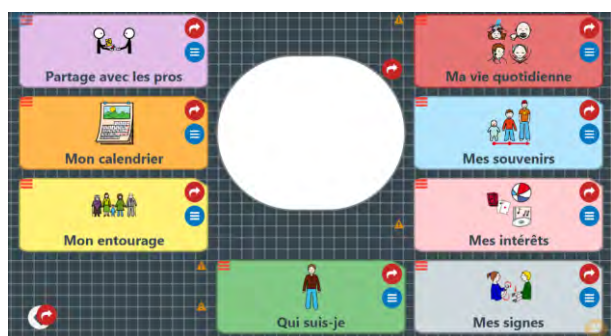 Partage avec les pros
Ma vie quotidienne
Mon calendrier
Mes souvenirs
Mon entourage
Mes intérêts
Qui suis-je
Mes signes